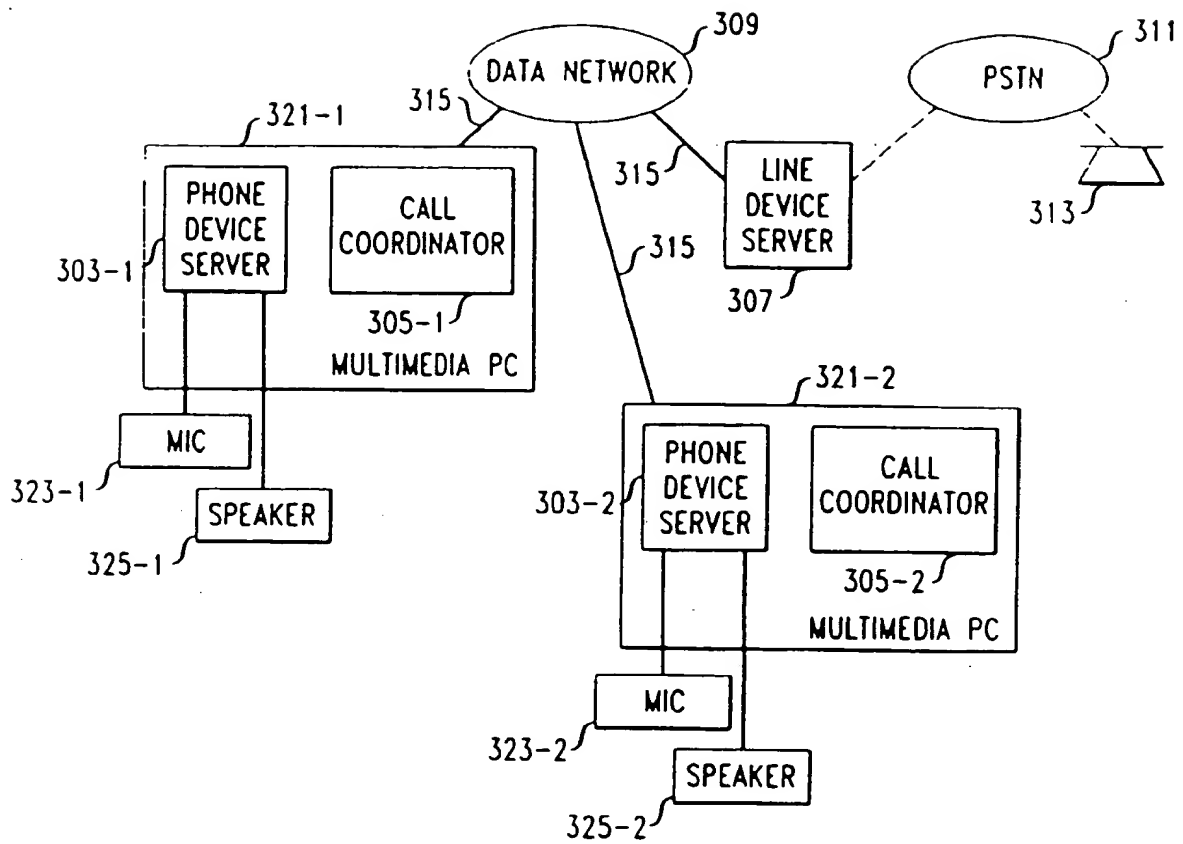 309
DATA NETWORK
311
PSTN
315
321-1
315
LINE
DEVICE
SERVER
307
313
PHONE
DEVICE
SERVER
303-1
CALL
COORDINATOR
305-1
MULTIMEDIA PC
315
MIC
323-1
SPEAKER
325-1
321-2
PHONE
DEVICE
SERVER
303-2
CALL
COORDINATOR
305-2
MULTIMEDIA PC
MIC
323-2
SPEAKER
325-2